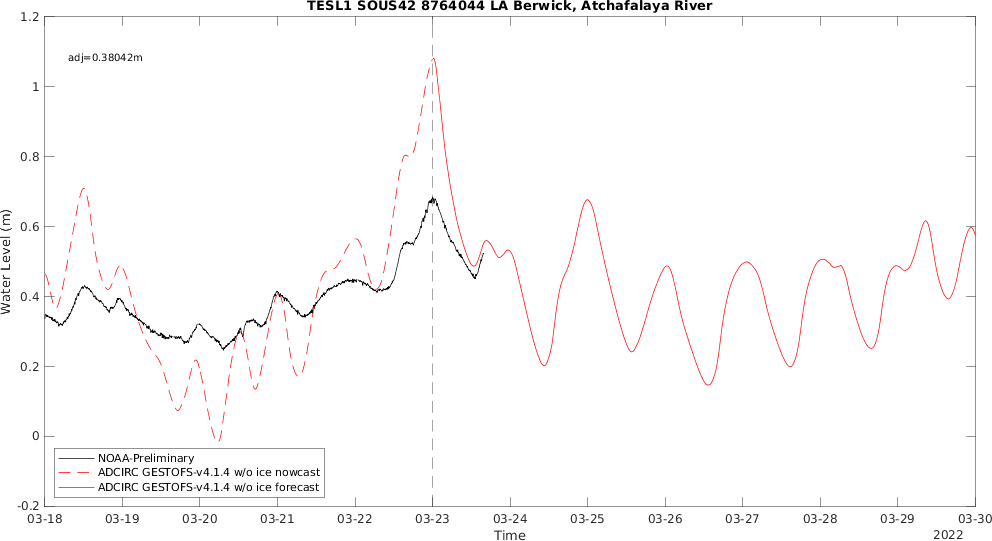 TESL1 SOUS42 8764044 LA Berwick, Atchafalaya River
adj=0.38042m
1.2
1
0.8
0.6
0.4
0.2
0
-0.2
Water Level (m)
NOAA-Preliminary
ADCIRC GESTOFS-v4.1.4 w/o ice nowcast
ADCIRC GESTOFS-v4.1.4 w/o ice forecast
03-18 03-19 03-20 03-21 03-22 03-23 03-24 03-25 03-26 03-27 03-28 03-29 03-30
Time
2022